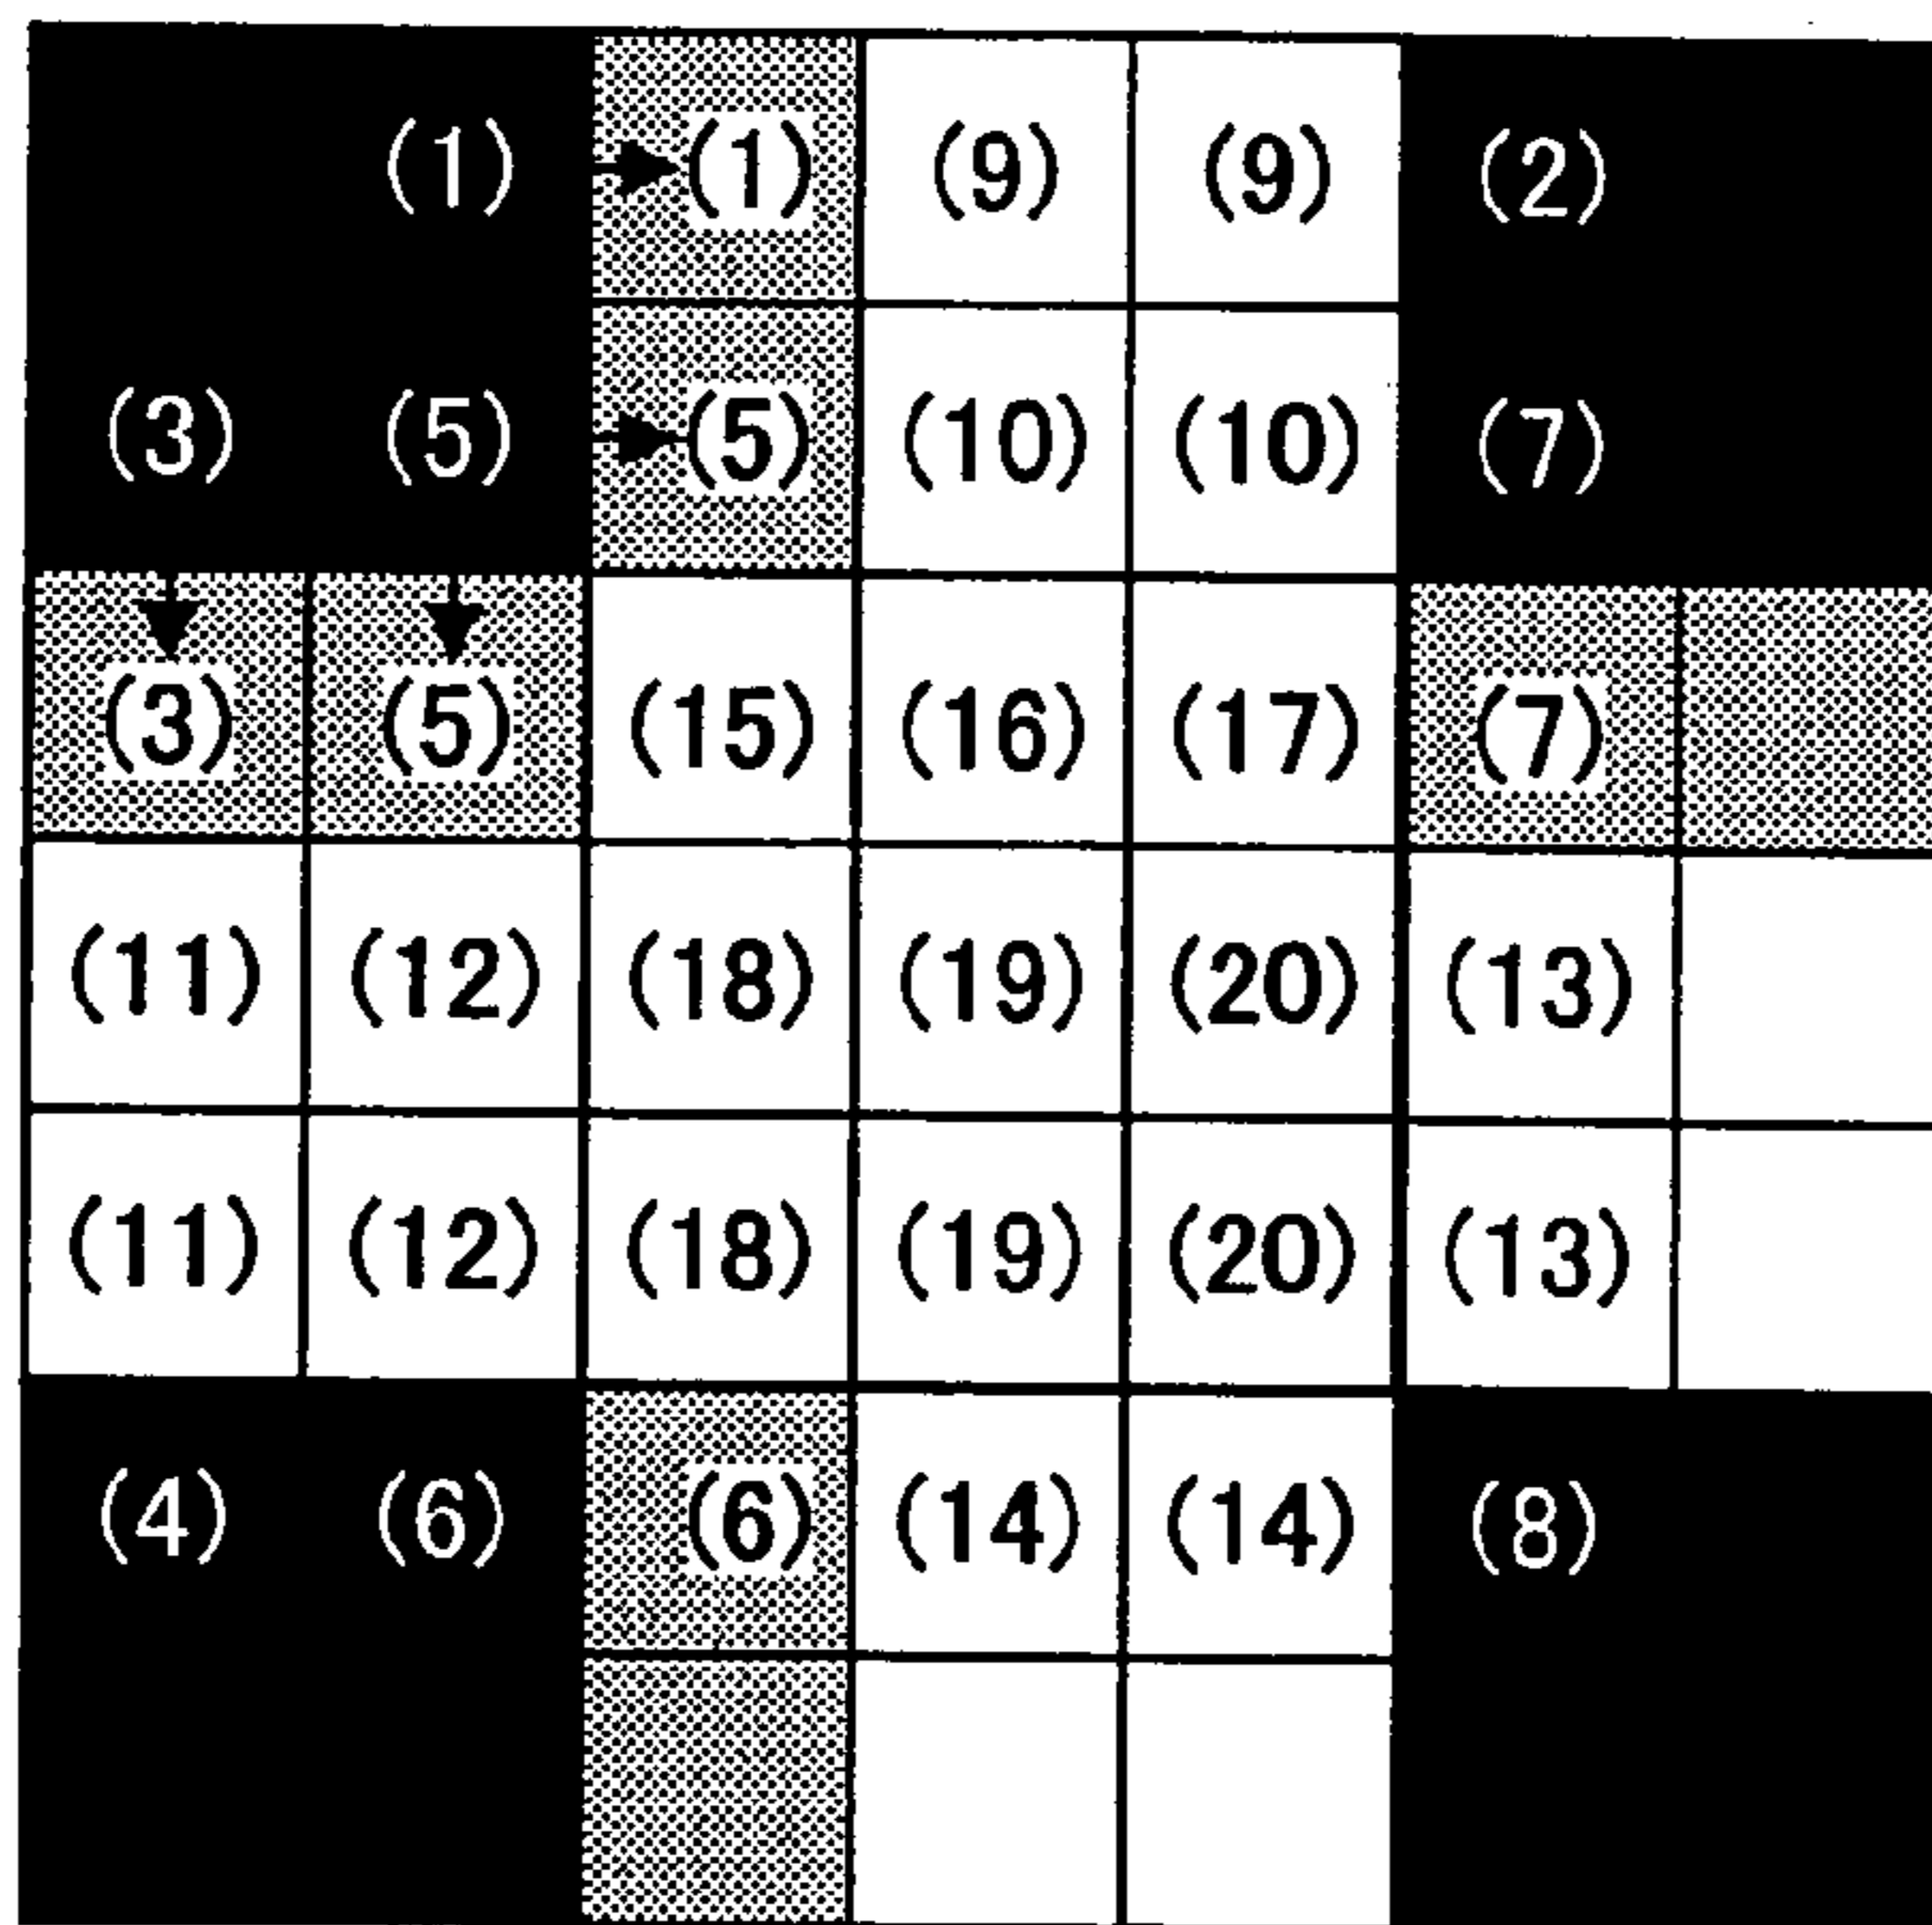 (1) (1) (9) (9) (2)
(3) (5) (5) (10) (10) (7)
(3) (5) (15) (16) (17) (7)
(11) (12) (18) (19) (20) (13)
(11) (12) (18) (19) (20) (13)
(4) (6) (6) (14) (14) (8)